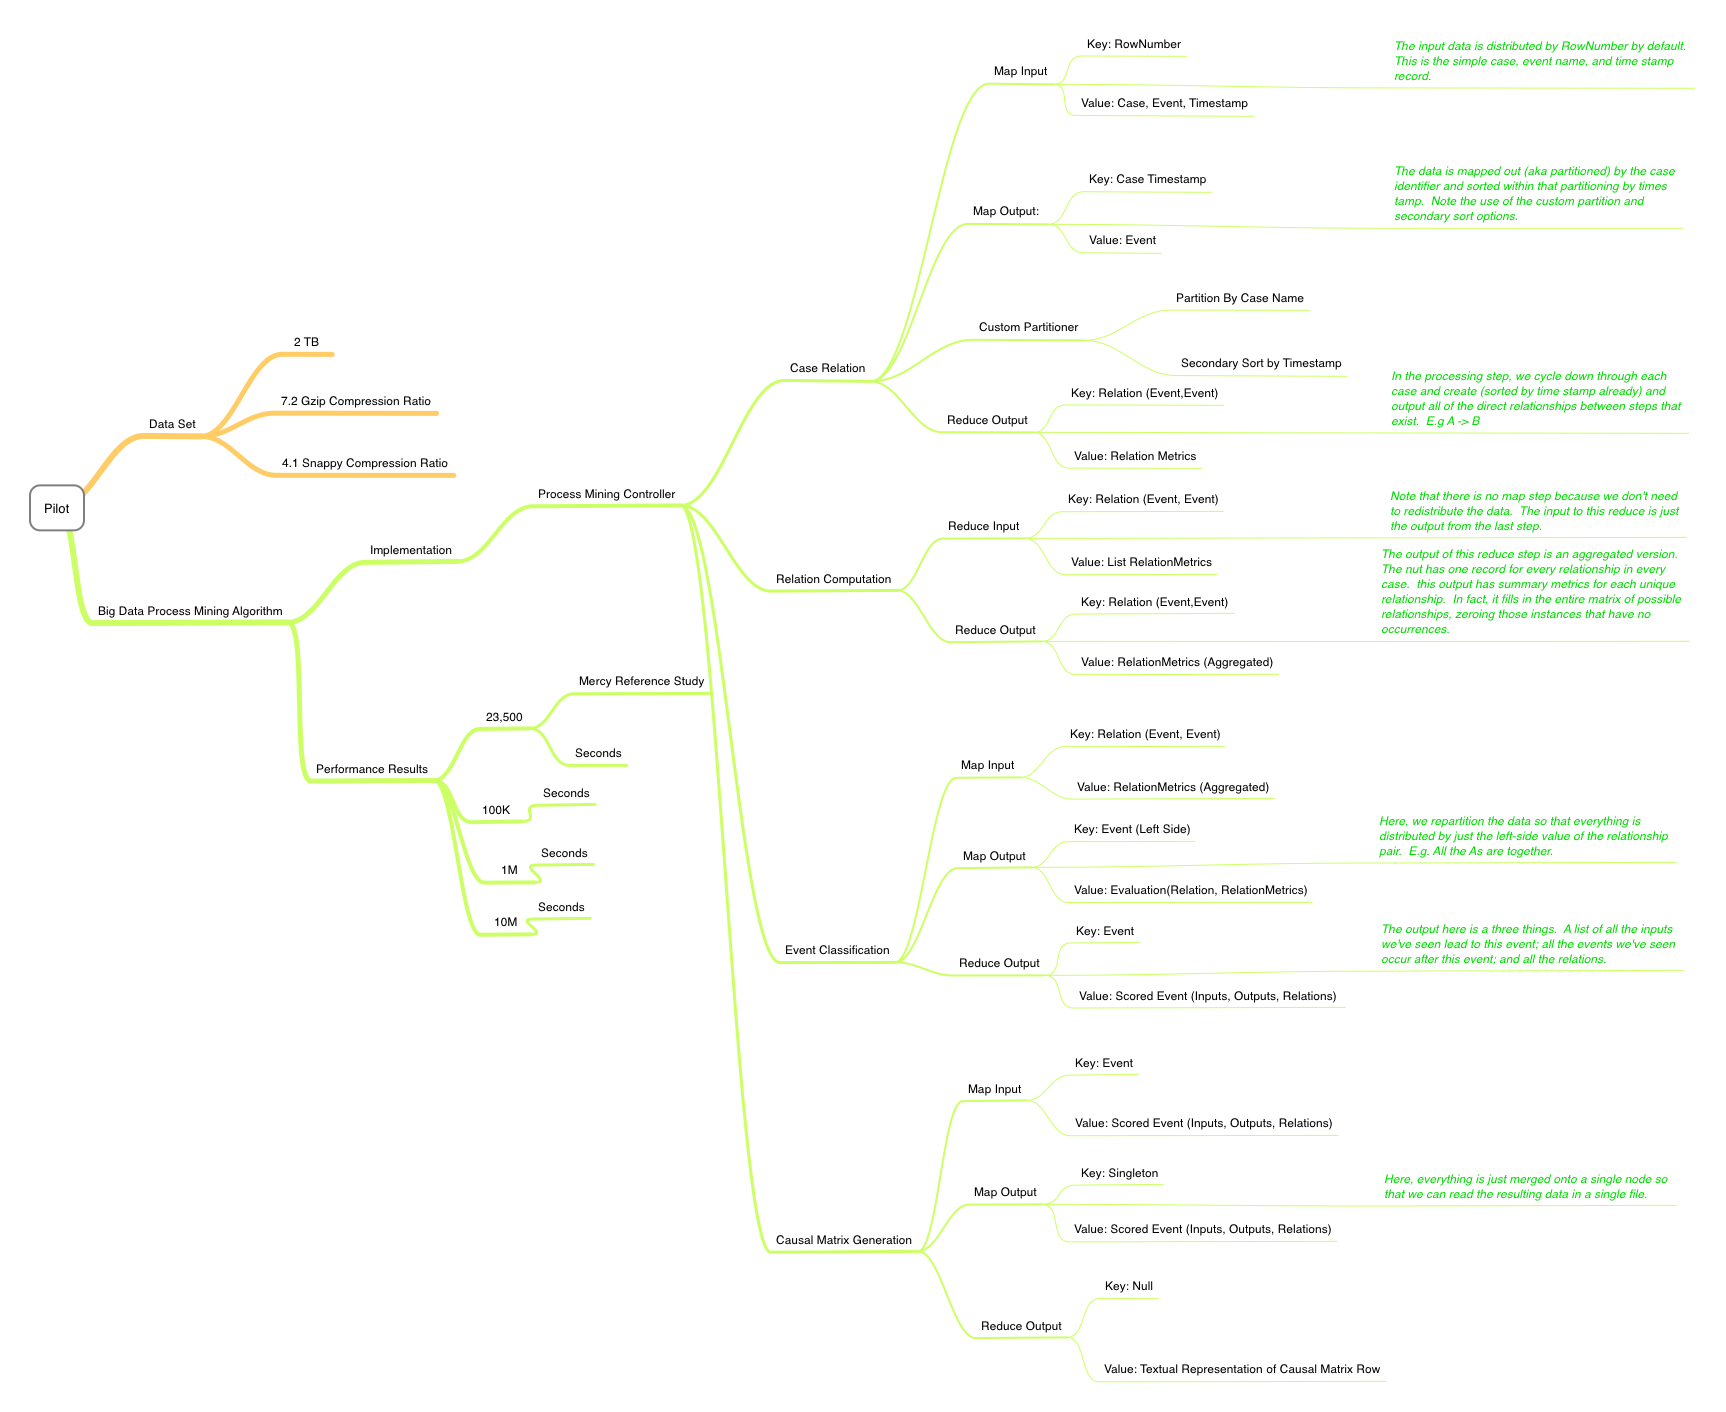 Pilot
Data Set
2 TB
7.2 Gzip Compression Ratio
4.1 Snappy Compression Ratio
Big Data Process Mining Algorithm
Implementation
Process Mining Controller
Case Relation
Map Input
Key: RowNumber
Value: Case, Event, Timestamp
The input data is distributed by RowNumber by default.
This is the simple case, event name, and time stamp
record.
Map Output:
Key: Case Timestamp
Value: Event
The data is mapped out (aka partitioned) by the case
identifier and sorted within that partitioning by times
tamp.  Note the use of the custom partition and
secondary sort options.
Custom Partitioner
Partition By Case Name
Secondary Sort by Timestamp
Reduce Output
Key: Relation (Event,Event)
Value: Relation Metrics
In the processing step, we cycle down through each
case and create (sorted by time stamp already) and
output all of the direct relationships between steps that
exist.  E.g A -> B
Relation Computation
Reduce Input
Key: Relation (Event, Event)
Value: List RelationMetrics
Note that there is no map step because we don't need
to redistribute the data.  The input to this reduce is just
the output from the last step.
Reduce Output
Key: Relation (Event,Event)
Value: RelationMetrics (Aggregated)
The output of this reduce step is an aggregated version.
The nut has one record for every relationship in every
case.  this output has summary metrics for each unique
relationship.  In fact, it fills in the entire matrix of possible
relationships, zeroing those instances that have no
occurrences.
Event Classification
Map Input
Key: Relation (Event, Event)
Value: RelationMetrics (Aggregated)
Map Output
Key: Event (Left Side)
Value: Evaluation(Relation, RelationMetrics)
Here, we repartition the data so that everything is
distributed by just the left-side value of the relationship
pair.  E.g. All the As are together.
Reduce Output
Key: Event
Value: Scored Event (Inputs, Outputs, Relations)
The output here is a three things.  A list of all the inputs
we've seen lead to this event; all the events we've seen
occur after this event; and all the relations.
Causal Matrix Generation
Map Input
Key: Event
Value: Scored Event (Inputs, Outputs, Relations)
Map Output
Key: Singleton
Value: Scored Event (Inputs, Outputs, Relations)
Here, everything is just merged onto a single node so
that we can read the resulting data in a single file.
Reduce Output
Key: Null
Value: Textual Representation of Causal Matrix Row
Performance Results
23,500
Mercy Reference Study
Seconds
100K
Seconds
1M
Seconds
10M
Seconds